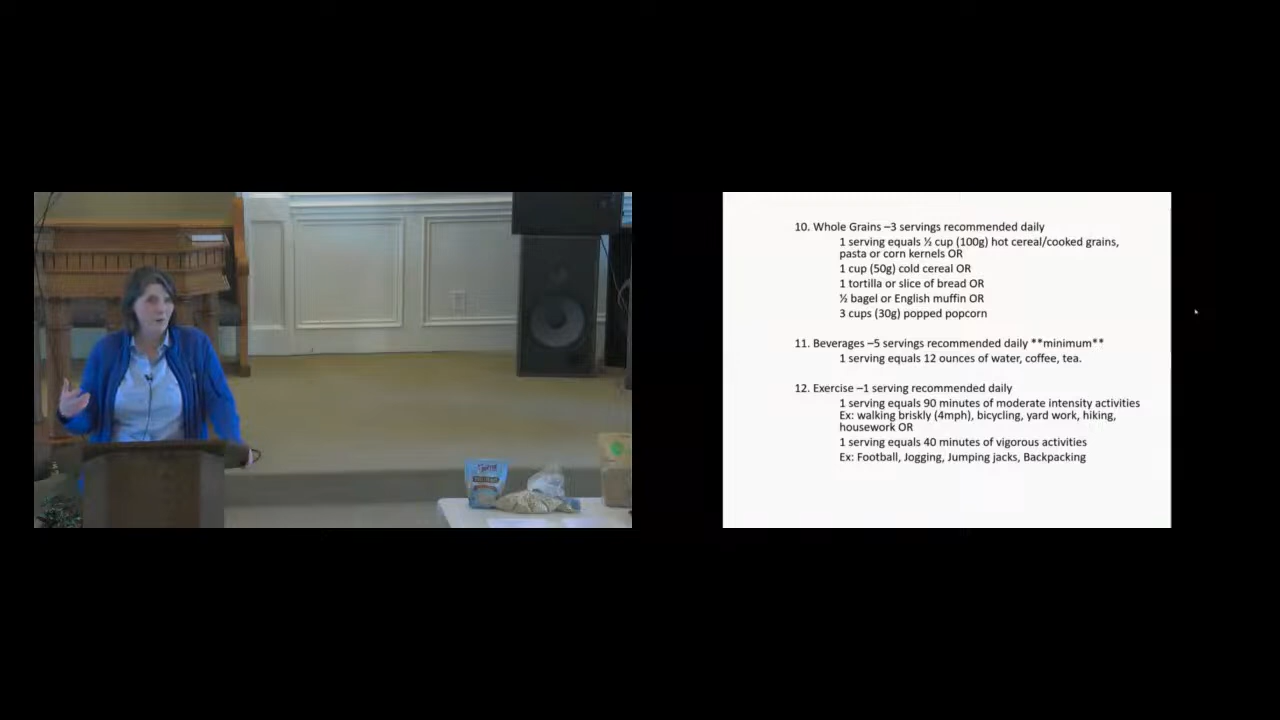 10. Whole Grains –3 servings recommended daily
1 serving equals ½ cup (100g) hot cereal/cooked grains,
pasta or corn kernels OR
1 cup (50g) cold cereal OR
1 tortilla or slice of bread OR
½ bagel or English muffin OR
3 cups (30g) popped popcorn
11. Beverages –5 servings recommended daily **minimum**
1 serving equals 12 ounces of water, coffee, tea.
12. Exercise –1 serving recommended daily
1 serving equals 90 minutes of moderate intensity activities
Ex: walking briskly (4mph), bicycling, yard work, hiking,
housework OR
1 serving equals 40 minutes of vigorous activities
Ex: Football, Jogging, Jumping jacks, Backpacking